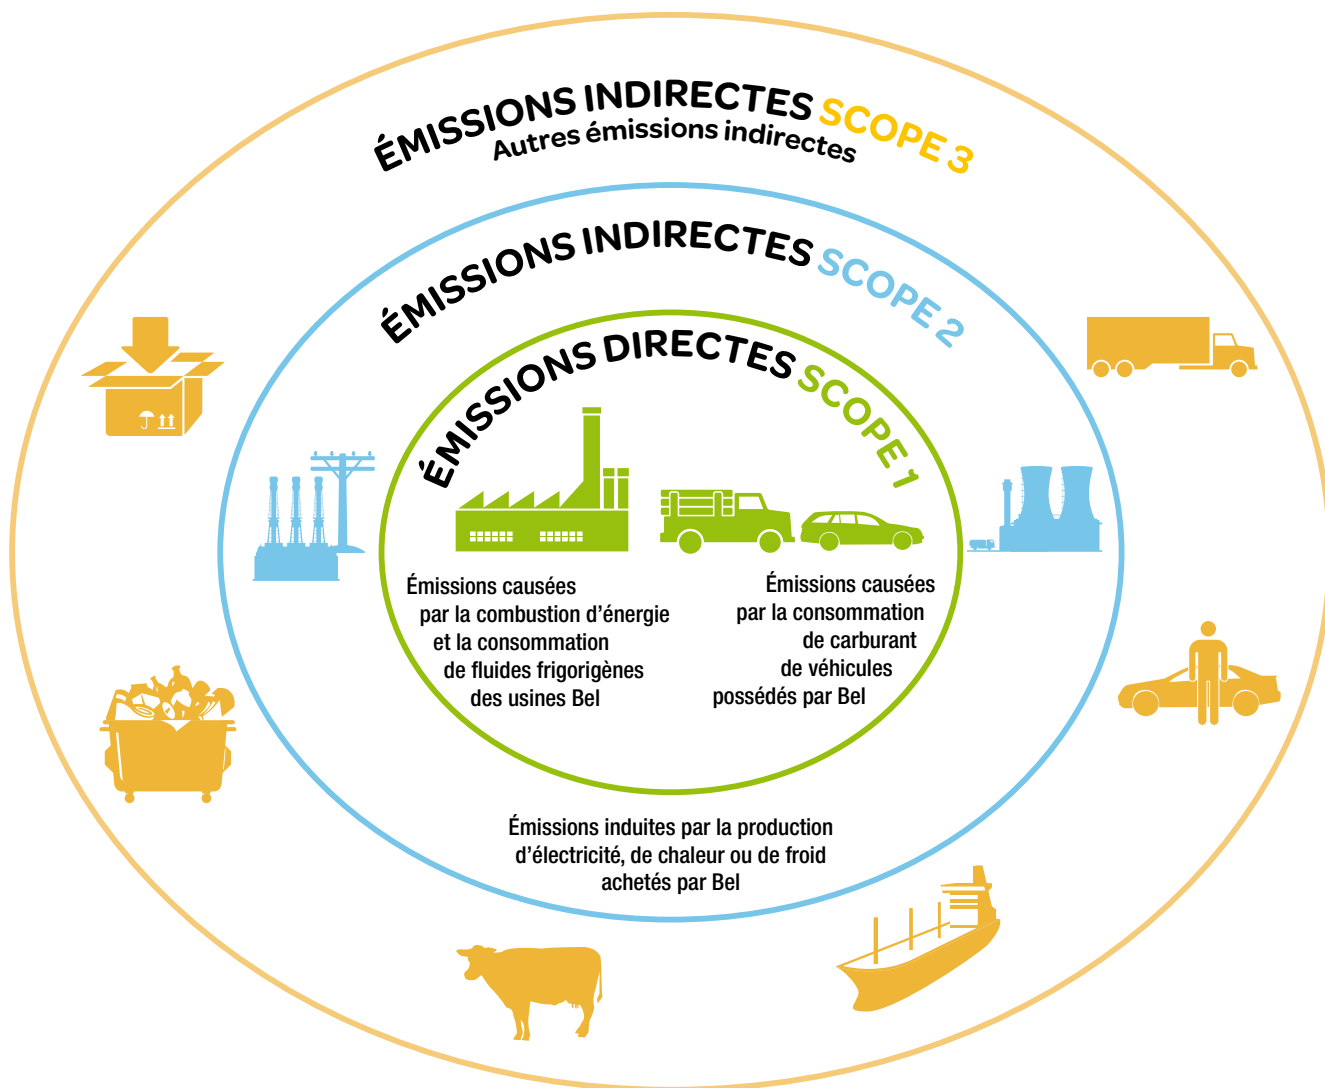 ÉMISSIONS INDIRECTES SCOPE 3
Autres émissions indirectes
ÉMISSIONS INDIRECTES SCOPE 2
ÉMISSIONS DIRECTES SCOPE 1
Émissions causées
par la combustion d’énergie
et la consommation
de fluides frigorigènes
des usines Bel
Émissions causées
par la consommation
de carburant
de véhicules
possédés par Bel
Émissions induites par la production
d’électricité, de chaleur ou de froid
achetés par Bel